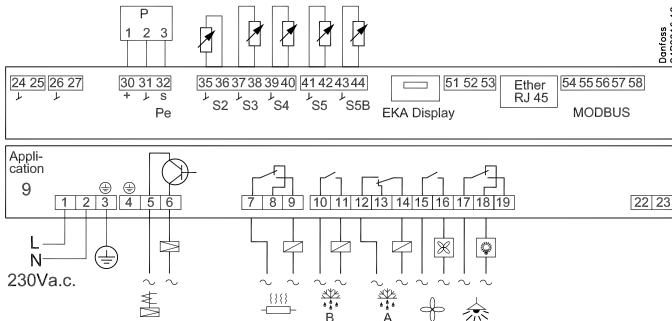 P
1 2 3
Danfoss
24 25 26 27 30 31 32 35 36 37 38 39 40 41 42 43 44 51 52 53 Ether RJ 45 54 55 56 57 58
+ s S2 S3 S4 S5 S5B
Pe EKA Display MODBUS
Appli-
cation
9
1 2 3 4 5 6 7 8 9 10 11 12 13 14 15 16 17 18 19 22 23
L
N
230Va.c.
B A